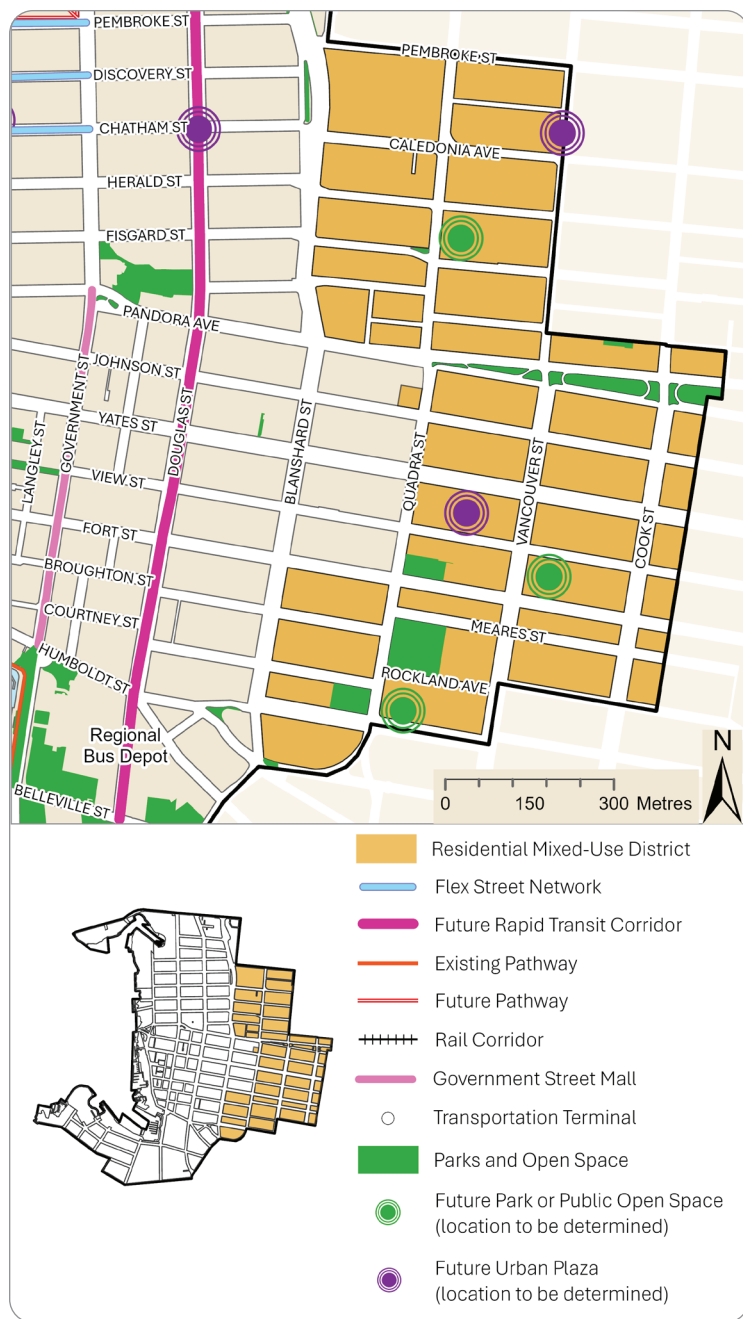 PEMBROKE ST
DISCOVERY ST
CHATHAM ST
HERALD ST
FISGARD ST
PANDORA AVE
JOHNSON ST
YATES ST
VIEW ST
FORT ST
BROUGHTON ST
COURTNEY ST
HUMBOLDT ST
Regional
Bus Depot
BELLEVILLE ST
LANGLEY ST
GOVERNMENT ST
DOUGLAS ST
BLANSHARD ST
QUADRA ST
VANCOUVER ST
COOK ST
PEMBROKE ST
CALEDONIA AVE
MEARES ST
ROCKLAND AVE
N
0 150 300 Metres
Residential Mixed-Use District
Flex Street Network
Future Rapid Transit Corridor
Existing Pathway
Future Pathway
Rail Corridor
Government Street Mall
Transportation Terminal
Parks and Open Space
Future Park or Public Open Space
(location to be determined)
Future Urban Plaza
(location to be determined)